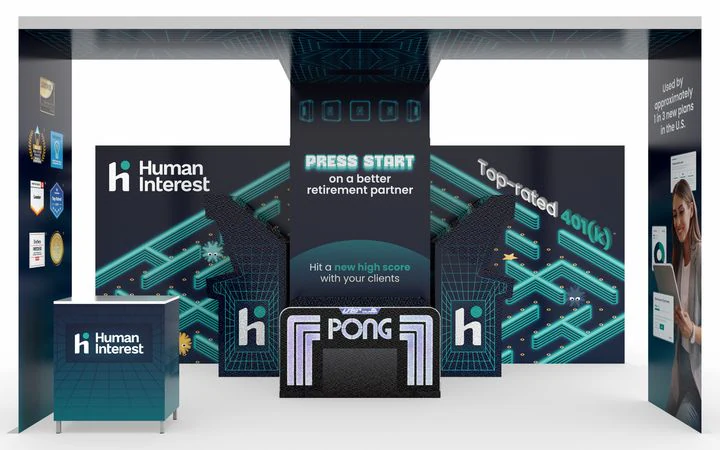 Human
Interest
PRESS START
on a better
retirement partner
Hit a new high score
with your clients
Top-rated 401(k)
Used by
approximately
1 in 3 new plans
in the U.S.
Human
Interest
PONG